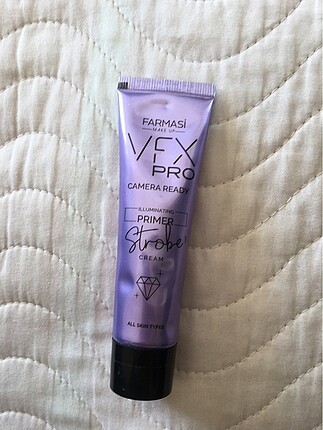 FARMASİ
MAKE UP
VFX
PRO
CAMERA READY
ILLUMINATING
PRIMER
Strobe
CREAM
ALL SKIN TYPES